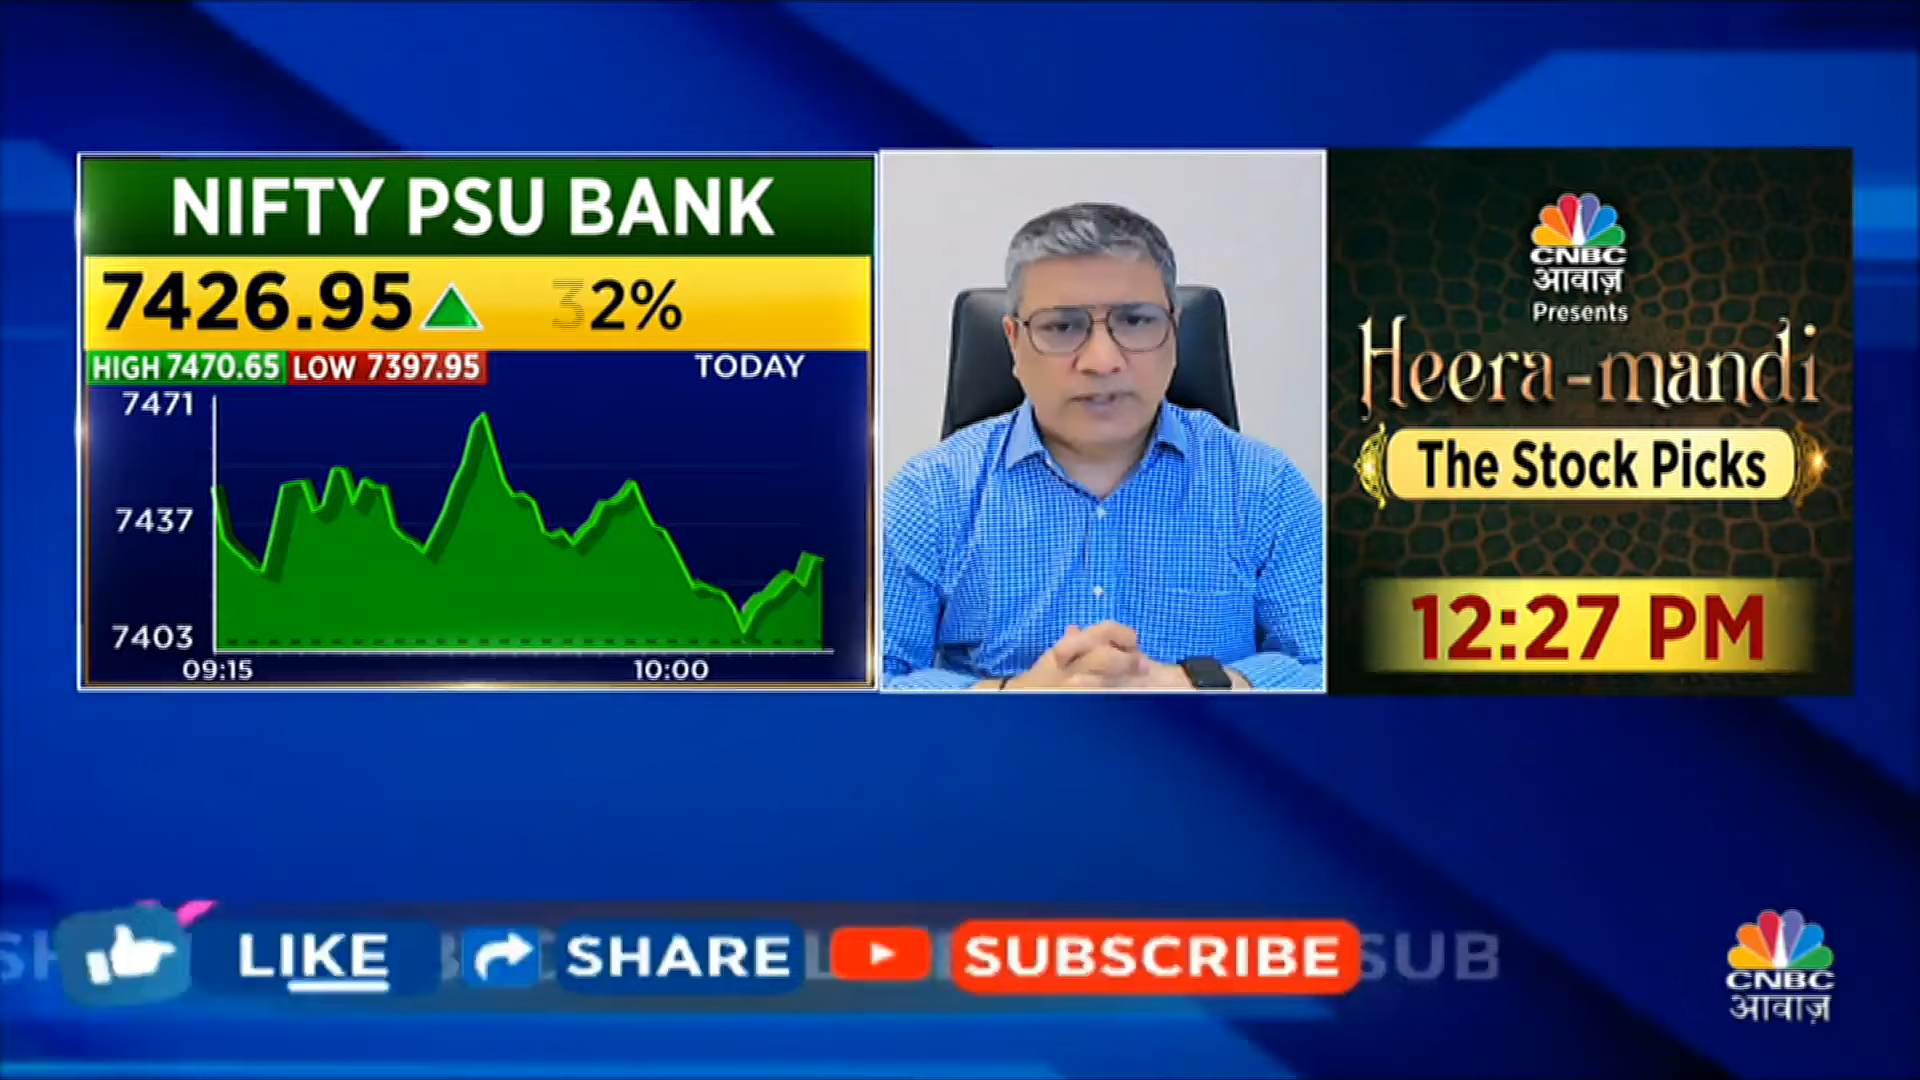 NIFTY PSU BANK
7426.95
2%
HIGH 7470.65 LOW 7397.95
TODAY
7471
7437
7403
09:15 10:00
CNBC
आवाज़
Presents
Heera-mandi
The Stock Picks
12:27 PM
LIKE
SHARE
SUBSCRIBE
SUB
CNBC
आवाज़